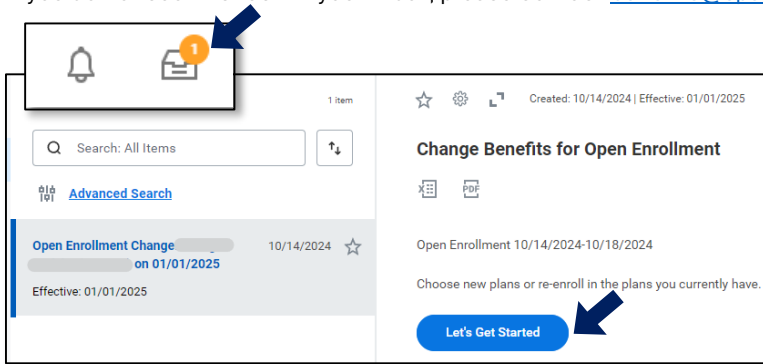 1
1 item
Search: All Items
Advanced Search
Open Enrollment Change
10/14/2024
on 01/01/2025
Effective: 01/01/2025
Created: 10/14/2024 | Effective: 01/01/2025
Change Benefits for Open Enrollment
X
PDF
Open Enrollment 10/14/2024-10/18/2024
Choose new plans or re-enroll in the plans you currently have.
Let's Get Started